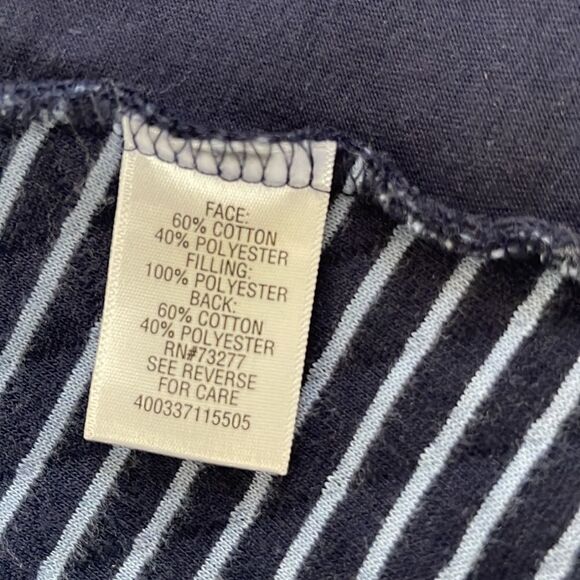 FACE:
60% COTTON
40% POLYESTER
FILLING:
100% POLYESTER
BACK:
60% COTTON
40% POLYESTER
RN#73277
SEE REVERSE
FOR CARE
400337115505